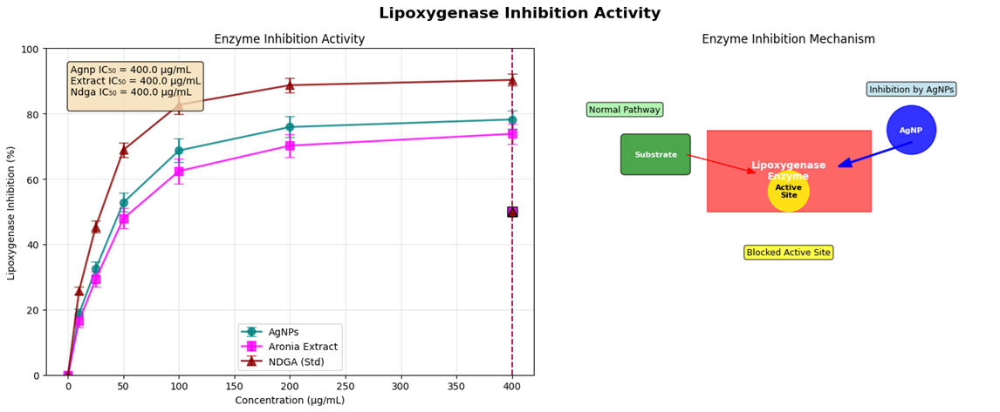 Lipoxygenase Inhibition Activity
Enzyme Inhibition Activity
Agnp IC₅₀ = 400.0 μg/mL
Extract IC₅₀ = 400.0 μg/mL
Ndga IC₅₀ = 400.0 μg/mL
Lipoxygenase Inhibition (%)
100
80
60
40
20
0
0
50
100
150
200
250
300
350
400
Concentration (μg/mL)
AgNPs
Aronia Extract
NDGA (Std)
Enzyme Inhibition Mechanism
Inhibition by AgNPs
Normal Pathway
AgNP
Substrate
Lipoxygenase
Enzyme
Active
Site
Blocked Active Site